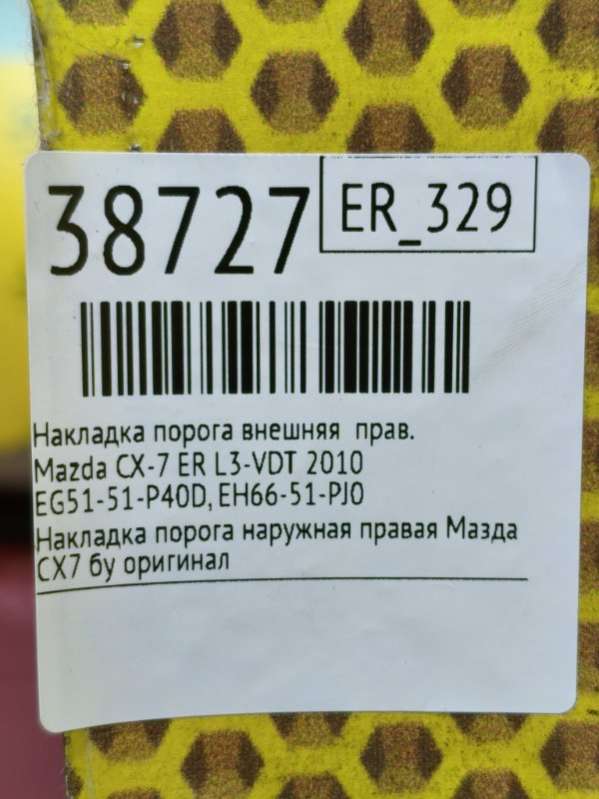 38727
ER_329
Накладка порога внешняя прав.
Mazda CX-7 ER L3-VDT 2010
EG51-51-P40D, EH66-51-PJ0
Накладка порога наружная правая Мазда
CX7 бу оригинал